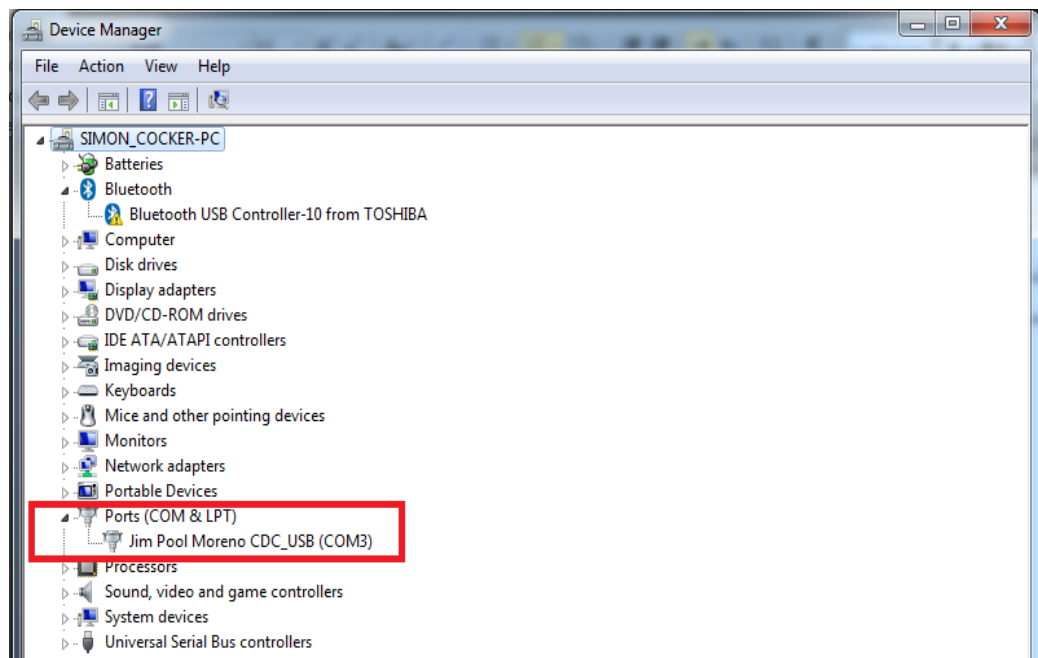 Device Manager
File Action View Help
SIMON_COCKER-PC
Batteries
Bluetooth
Bluetooth USB Controller-10 from TOSHIBA
Computer
Disk drives
Display adapters
DVD/CD-ROM drives
IDE ATA/ATAPI controllers
Imaging devices
Keyboards
Mice and other pointing devices
Monitors
Network adapters
Portable Devices
Ports (COM & LPT)
Jim Pool Moreno CDC_USB (COM3)
Processors
Sound, video and game controllers
System devices
Universal Serial Bus controllers